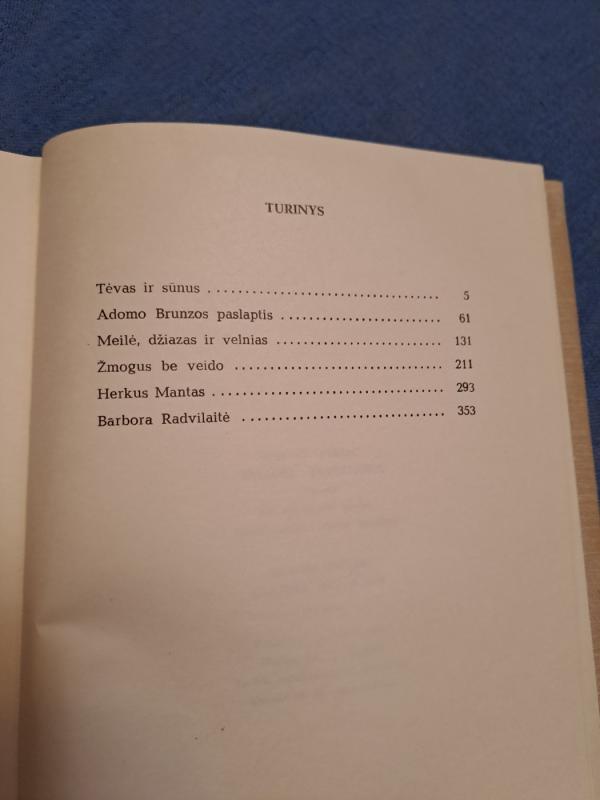 TURINYS
Tėvas ir sūnus ................................. 5
Adomo Brunzos paslaptis ....................... 61
Meilė, džiazas ir velnias ........................ 131
Žmogus be veido .............................. 211
Herkus Mantas ................................. 293
Barbora Radvilaitė ............................. 353